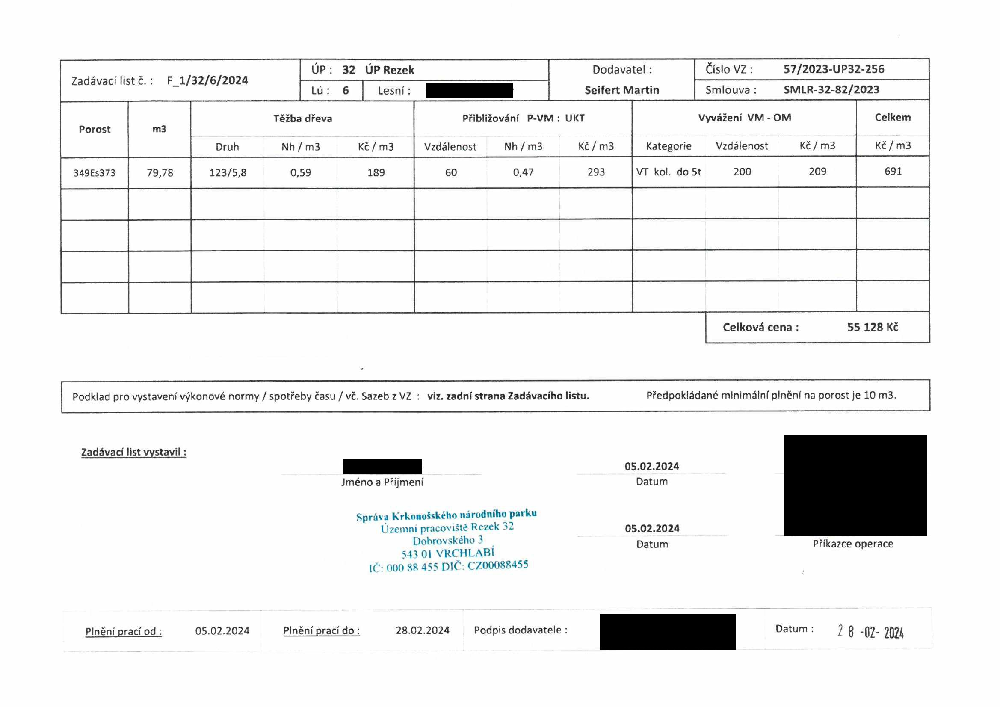 Zadávací list č. : F_1/32/6/2024
ÚP : 32 ÚP Rezek
Lú : 6 Lesní :
Dodavatel :
Seifert Martin
Číslo VZ : 57/2023-UP32-256
Smlouva : SMLR-32-82/2023
Porost m3 Těžba dřeva Přibližování P-VM : UKT Vyvážení VM - OM Celkem
Druh Nh / m3 Kč / m3 Vzdálenost Nh / m3 Kč / m3 Kategorie Vzdálenost Kč / m3 Kč / m3
349Es373 79,78 123/5,8 0,59 189 60 0,47 293 VT kol. do 5t 200 209 691
Celková cena : 55 128 Kč
Podklad pro vystavení výkonové normy / spotřeby času / vč. Sazeb z VZ : viz. zadní strana Zadávacího listu. Předpokládané minimální plnění na porost je 10 m3.
Zadávací list vystavil :
05.02.2024
Jméno a Příjmení Datum
Správa Krkonošského národního parku
Územní pracoviště Rezek 32
Dobrovského 3
543 01 VRCHLABÍ
IČ: 000 88 455 DIČ: CZ00088455
05.02.2024
Datum Příkazce operace
Plnění prací od : 05.02.2024 Plnění prací do : 28.02.2024 Podpis dodavatele : Datum : 28 -02- 2024